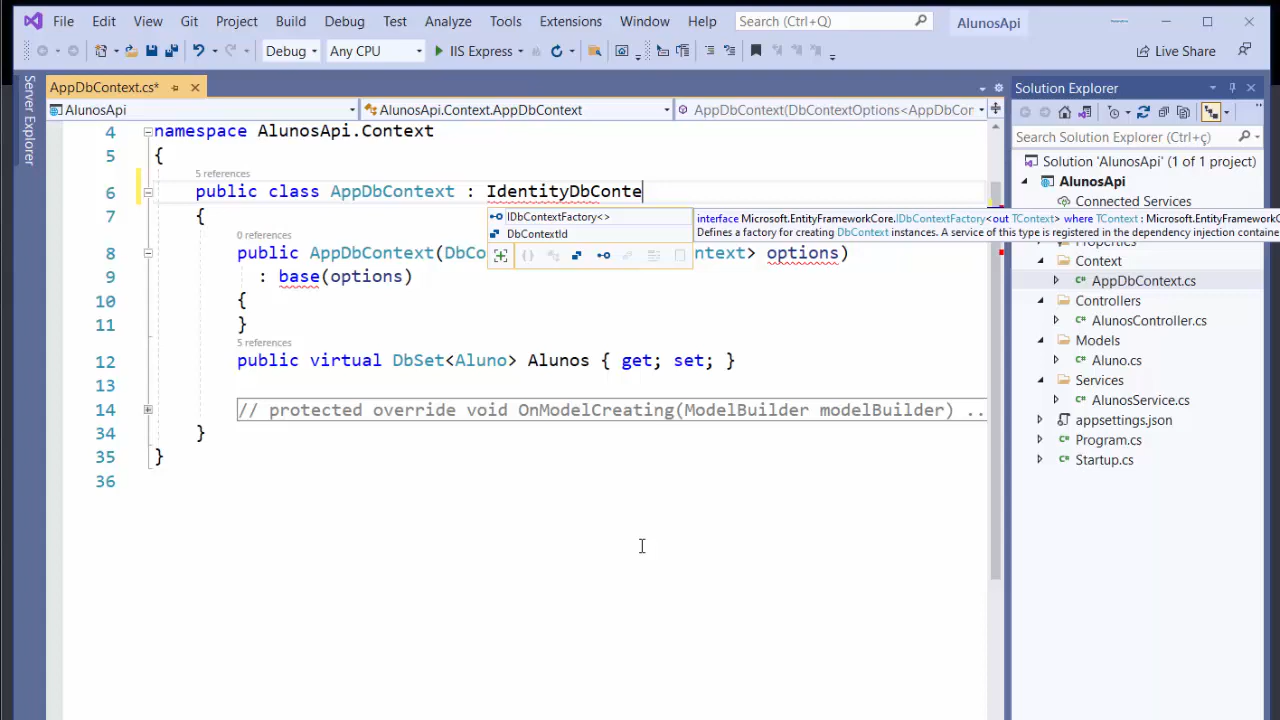 File Edit View Git Project Build Debug Test Analyze Tools Extensions Window Help Search (Ctrl+Q) AlunosApi
Debug Any CPU IIS Express Live Share
Server Explorer
AppDbContext.cs*
AlunosApi AlunosApi.Context.AppDbContext AppDbContext(DbContextOptions<AppDbCor
4 namespace AlunosApi.Context
5 {
5 references
6 public class AppDbContext : IdentityDbConte
7 {
IDbContextFactory<>
DbContextId
interface Microsoft.EntityFrameworkCore.IDbContextFactory<out TContext> where TContext : Microsoft.EntityFramework
Defines a factory for creating DbContext instances. A service of this type is registered in the dependency injection containe
0 references
8 public AppDbContext(DbCo ntext> options)
9 : base(options)
10 {
11 }
5 references
12 public virtual DbSet<Aluno> Alunos { get; set; }
13
14 // protected override void OnModelCreating(ModelBuilder modelBuilder) ..
34 }
35 }
36
Solution Explorer
Search Solution Explorer (Ctrl+ç)
Solution 'AlunosApi' (1 of 1 project)
AlunosApi
Connected Services
Properties
Context
AppDbContext.cs
Controllers
AlunosController.cs
Models
Aluno.cs
Services
AlunosService.cs
appsettings.json
Program.cs
Startup.cs